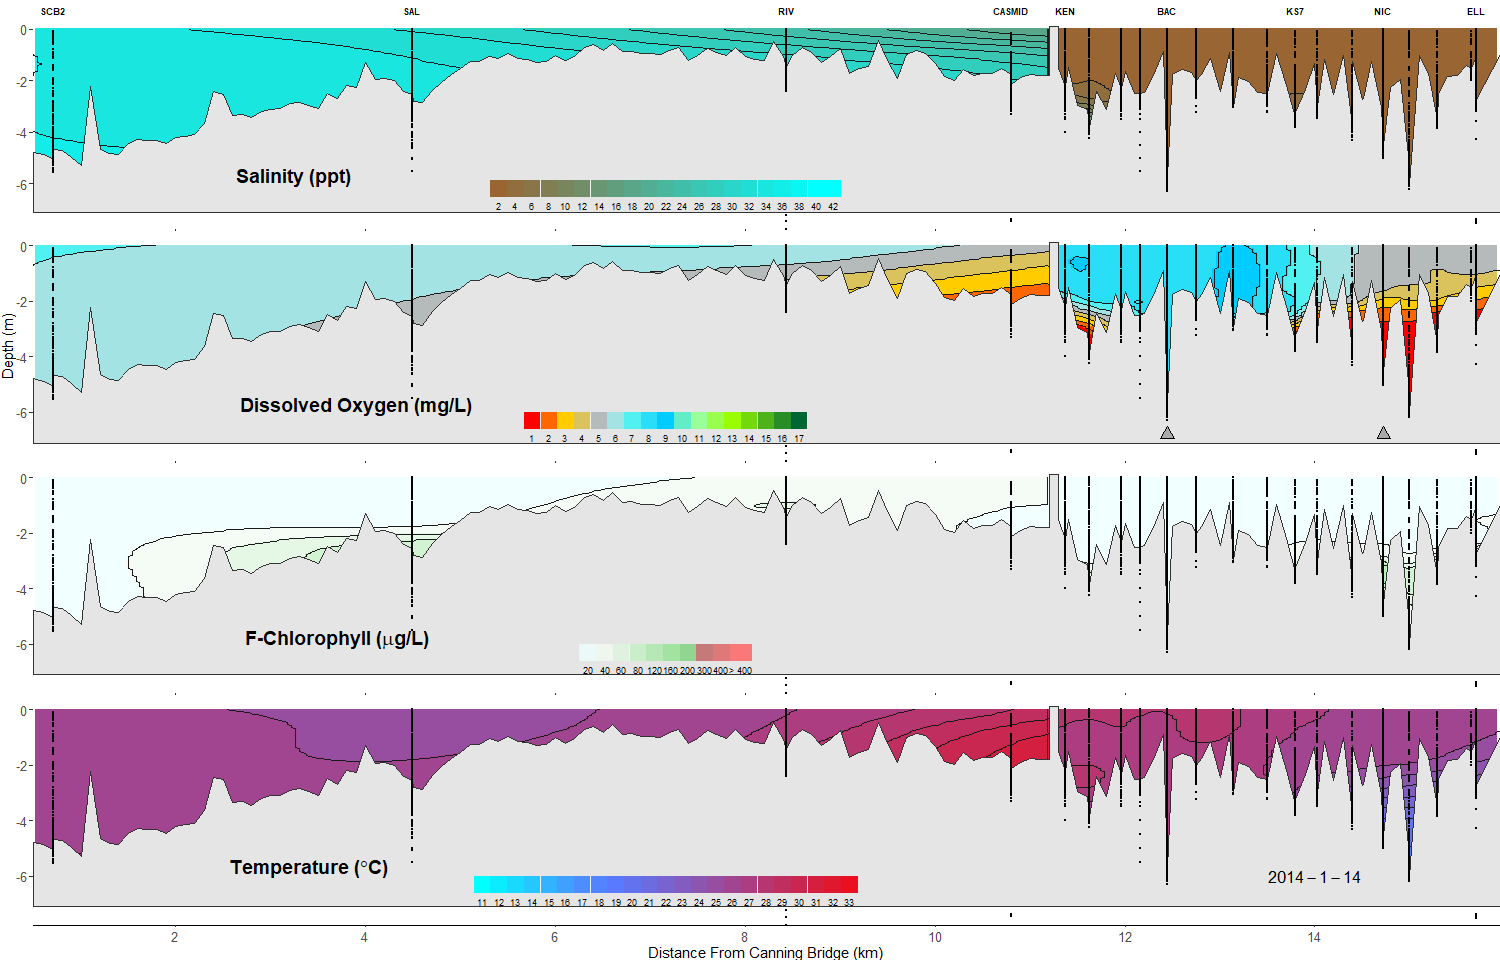 SCB2 SAL RIV CASMID KEN BAC KS7 NIC ELL
0
-2
-4
-6
Salinity (ppt)
2 4 6 8 10 12 14 16 18 20 22 24 26 28 30 32 34 36 38 40 42
0
-2
-4
-6
Depth (m)
Dissolved Oxygen (mg/L)
1 2 3 4 5 6 7 8 9 10 11 12 13 14 15 16 17
0
-2
-4
-6
F-Chlorophyll (µg/L)
20 40 60 80 120 160 200 300 400 > 400
0
-2
-4
-6
Temperature (°C)
2014 – 1 – 14
11 12 13 14 15 16 17 18 19 20 21 22 23 24 25 26 27 28 29 30 31 32 33
2 4 6 8 10 12 14
Distance From Canning Bridge (km)